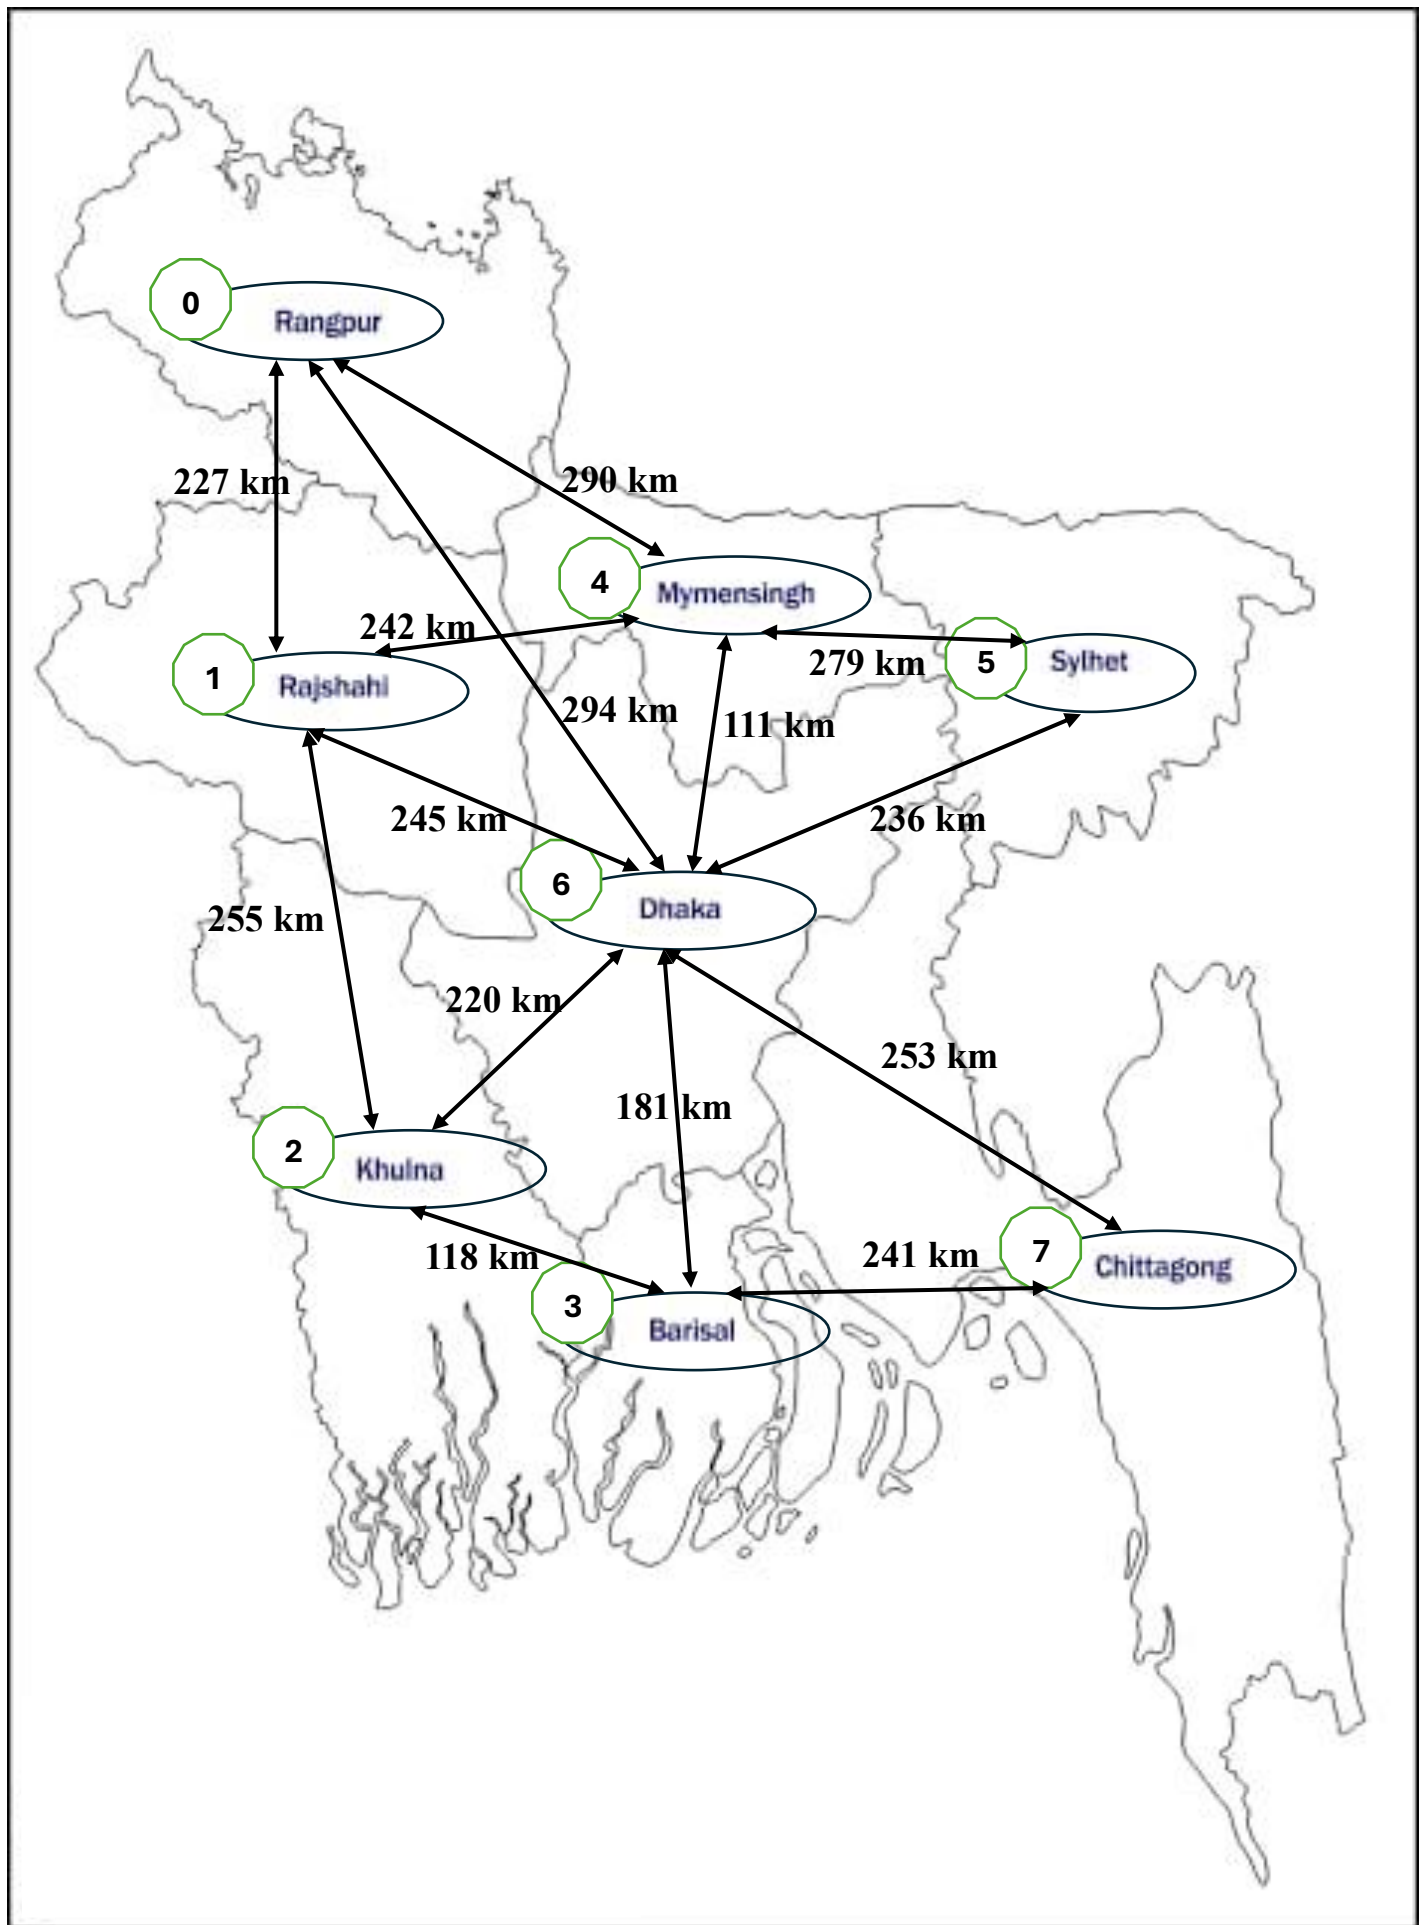 0
Rangpur
227 km
290 km
4
Mymensingh
242 km
1
Rajshahi
279 km
5
Sylhet
294 km
111 km
245 km
236 km
6
Dhaka
255 km
220 km
253 km
181 km
2
Khulna
118 km
241 km
7
Chittagong
3
Barisal